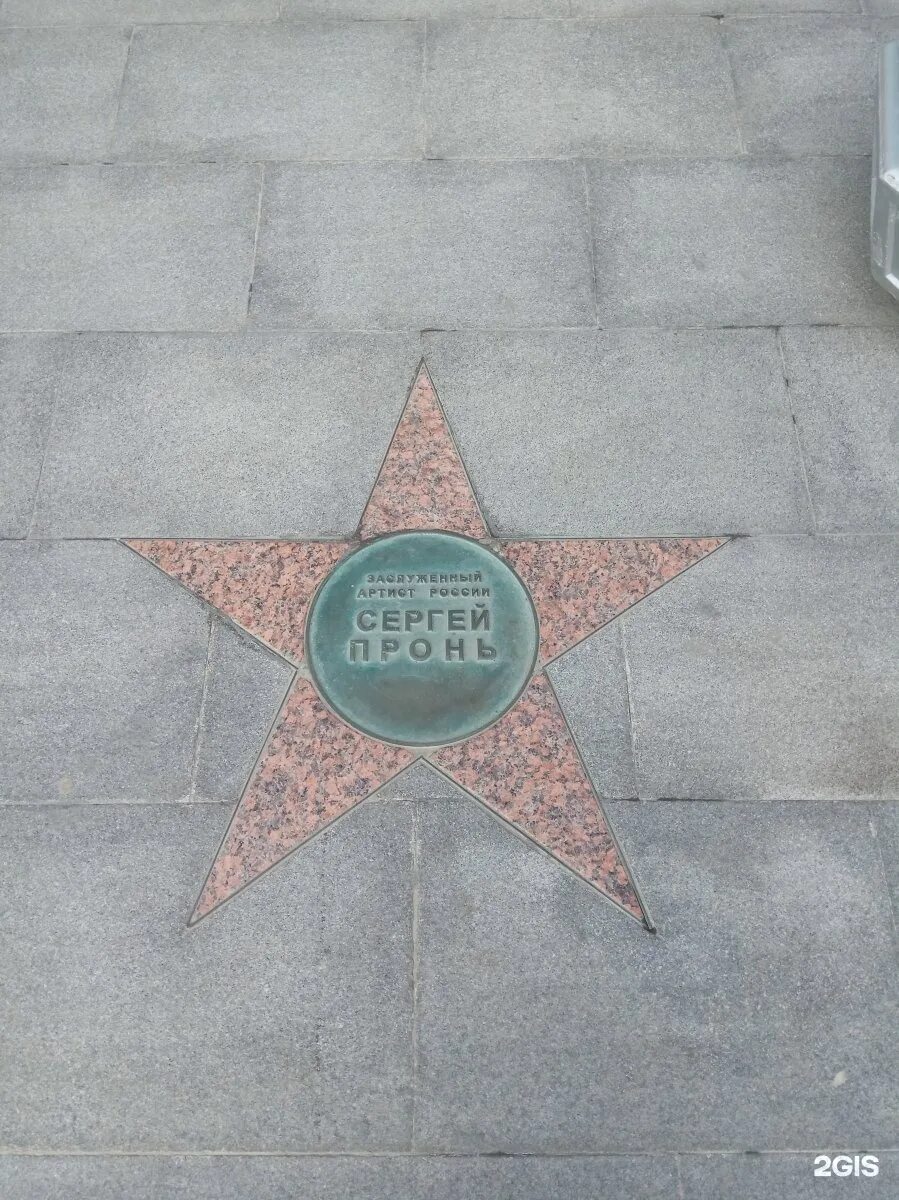 ЗАСЛУЖЕННЫЙ
АРТИСТ РОССИИ
СЕРГЕЙ
ПРОНЬ
2GIS